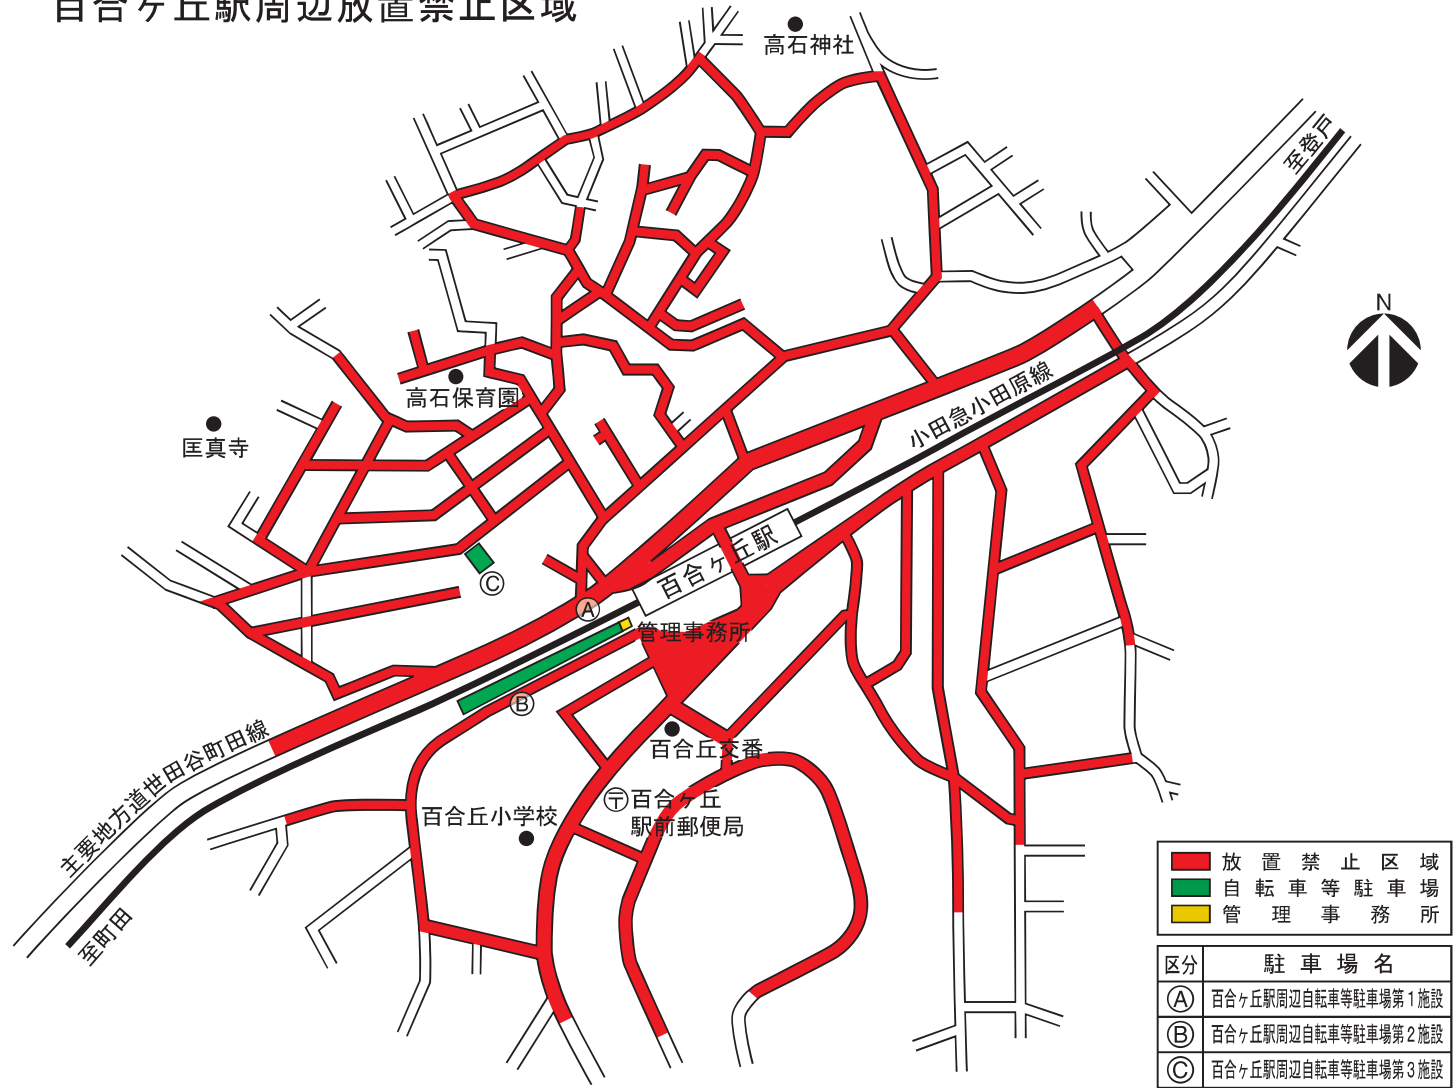 百合ヶ丘駅周辺放置禁止区域
高石神社
至登戸
N
小田急小田原線
高石保育園
匡真寺
百合ヶ丘駅
C
A
管理事務所
B
主要地方道世田谷町田線
百合丘交番
〒百合ヶ丘
駅前郵便局
百合丘小学校
至町田
放置禁止区域
自転車等駐車場
管理事務所
区分 駐車場名
A 百合ヶ丘駅周辺自転車等駐車場第1施設
B 百合ヶ丘駅周辺自転車等駐車場第2施設
C 百合ヶ丘駅周辺自転車等駐車場第3施設